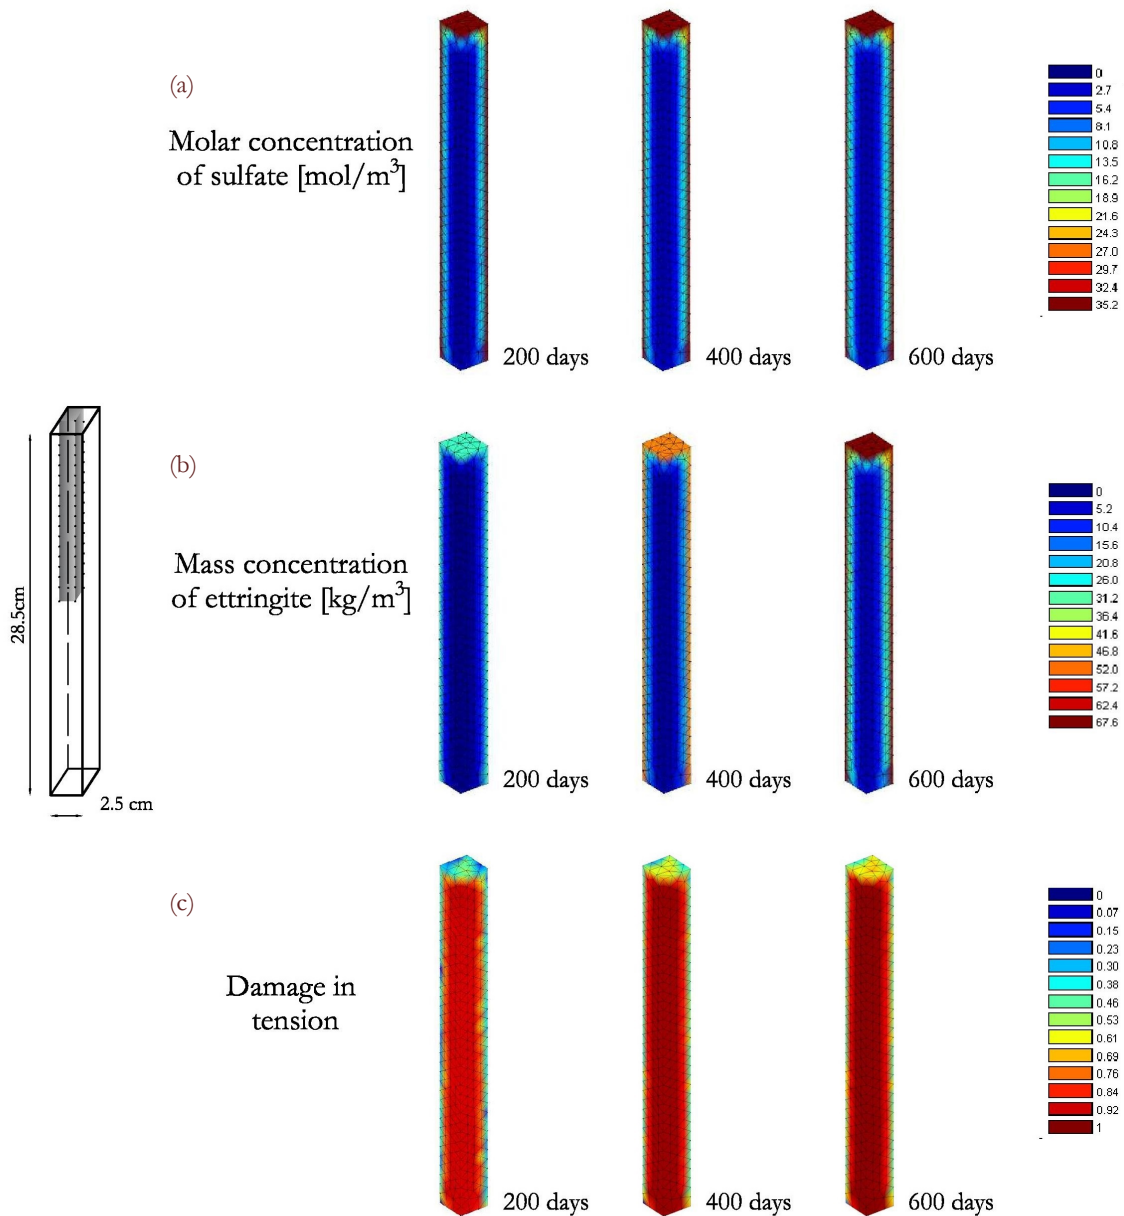 (a)
Molar concentration
of sulfate [mol/m³]
200 days
400 days
600 days
0
2.7
5.4
8.1
10.8
13.5
16.2
18.9
21.6
24.3
27.0
29.7
32.4
35.2
28.5cm
2.5 cm
(b)
Mass concentration
of ettringite [kg/m³]
200 days
400 days
600 days
0
5.2
10.4
15.6
20.8
26.0
31.2
36.4
41.6
46.8
52.0
57.2
62.4
67.6
(c)
Damage in
tension
200 days
400 days
600 days
0
0.07
0.15
0.23
0.30
0.38
0.46
0.53
0.61
0.69
0.76
0.84
0.92
1